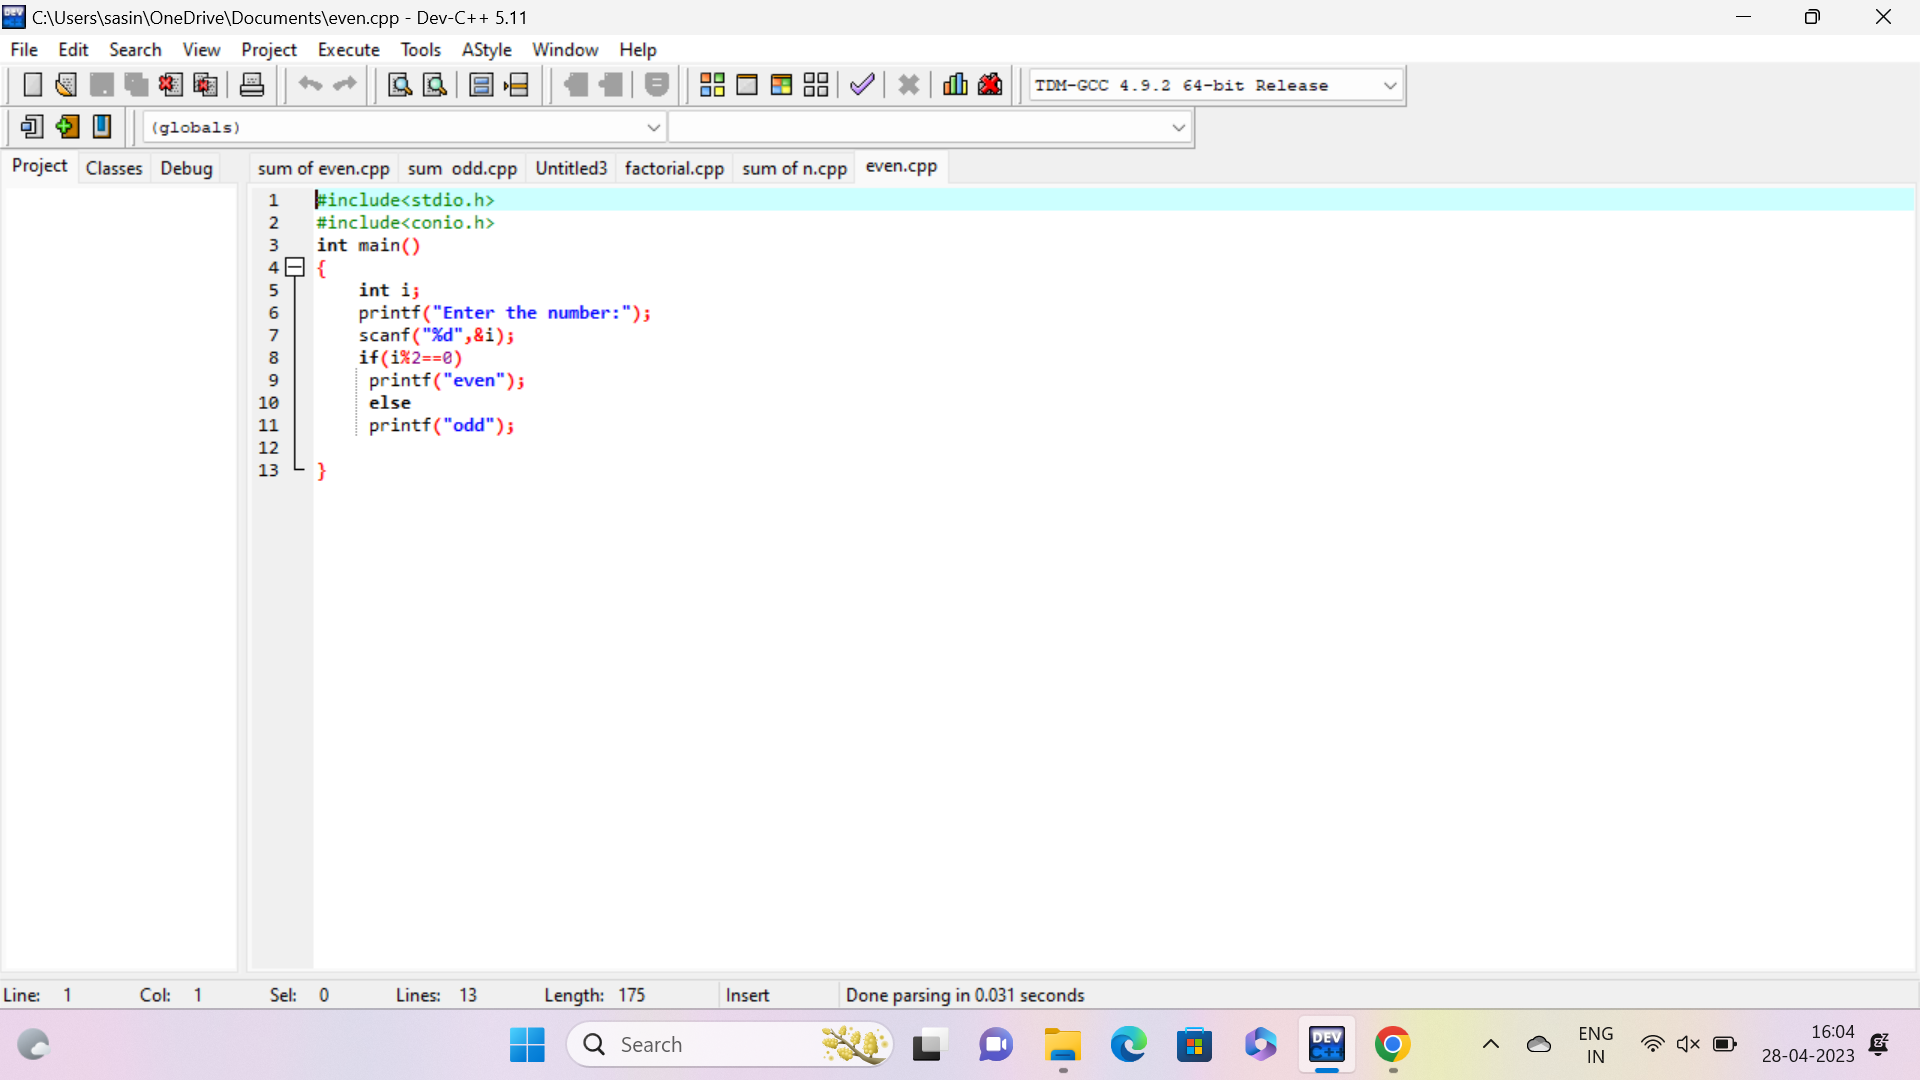 C:\Users\sasin\OneDrive\Documents\even.cpp - Dev-C++ 5.11
File Edit Search View Project Execute Tools AStyle Window Help
TDM-GCC 4.9.2 64-bit Release
(globals)
Project Classes Debug sum of even.cpp sum odd.cpp Untitled3 factorial.cpp sum of n.cpp even.cpp
1 #include<stdio.h>
2 #include<conio.h>
3 int main()
4 {
5 int i;
6 printf("Enter the number:");
7 scanf("%d",&i);
8 if(i%2==0)
9 printf("even");
10 else
11 printf("odd");
12
13 }
Line: 1 Col: 1 Sel: 0 Lines: 13 Length: 175 Insert Done parsing in 0.031 seconds
Search
DEV C++
ENG
IN
16:04
28-04-2023